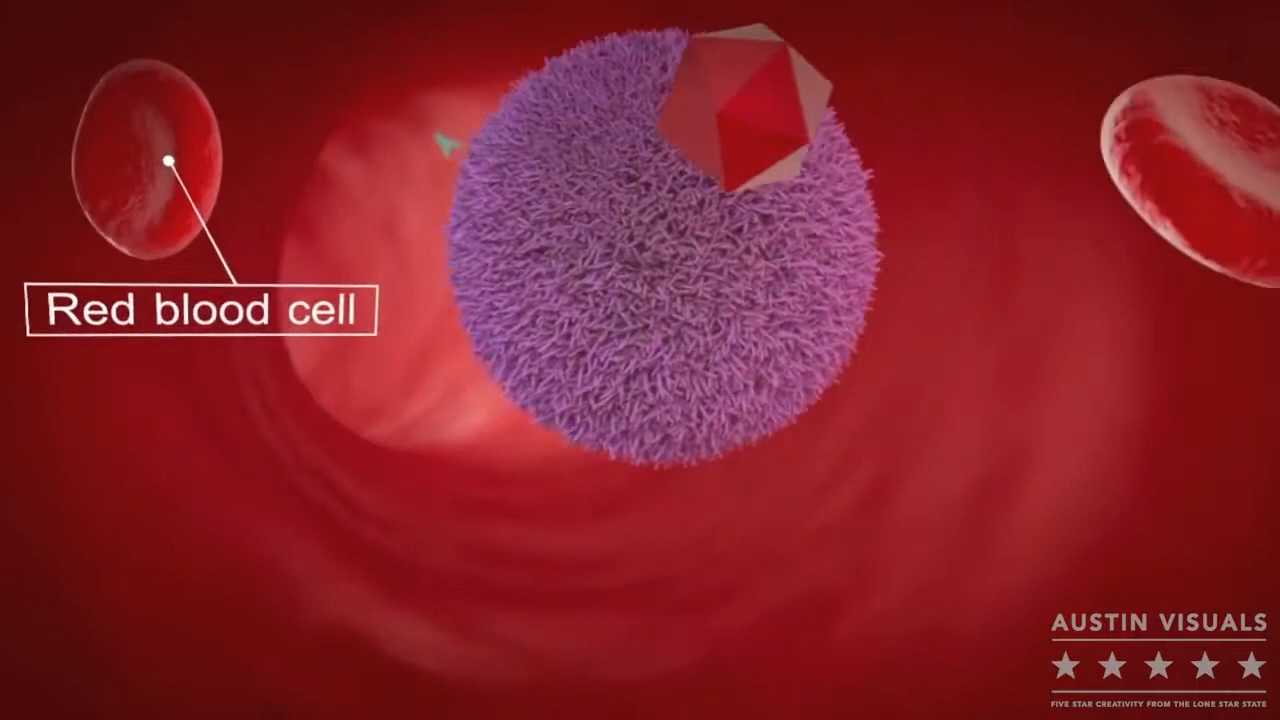 Red blood cell
AUSTIN VISUALS
FIVE STAR CREATIVITY FROM THE LONE STAR STATE